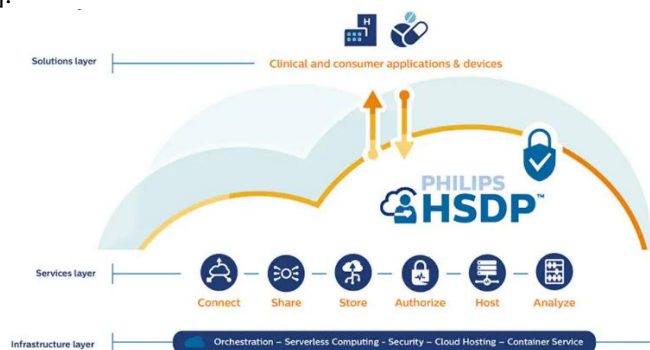 Solutions layer
H
Clinical and consumer applications & devices
PHILIPS
HSDP™
Services layer
Connect
Share
Store
Authorize
Host
Analyze
Infrastructure layer
Orchestration – Serverless Computing - Security – Cloud Hosting – Container Service